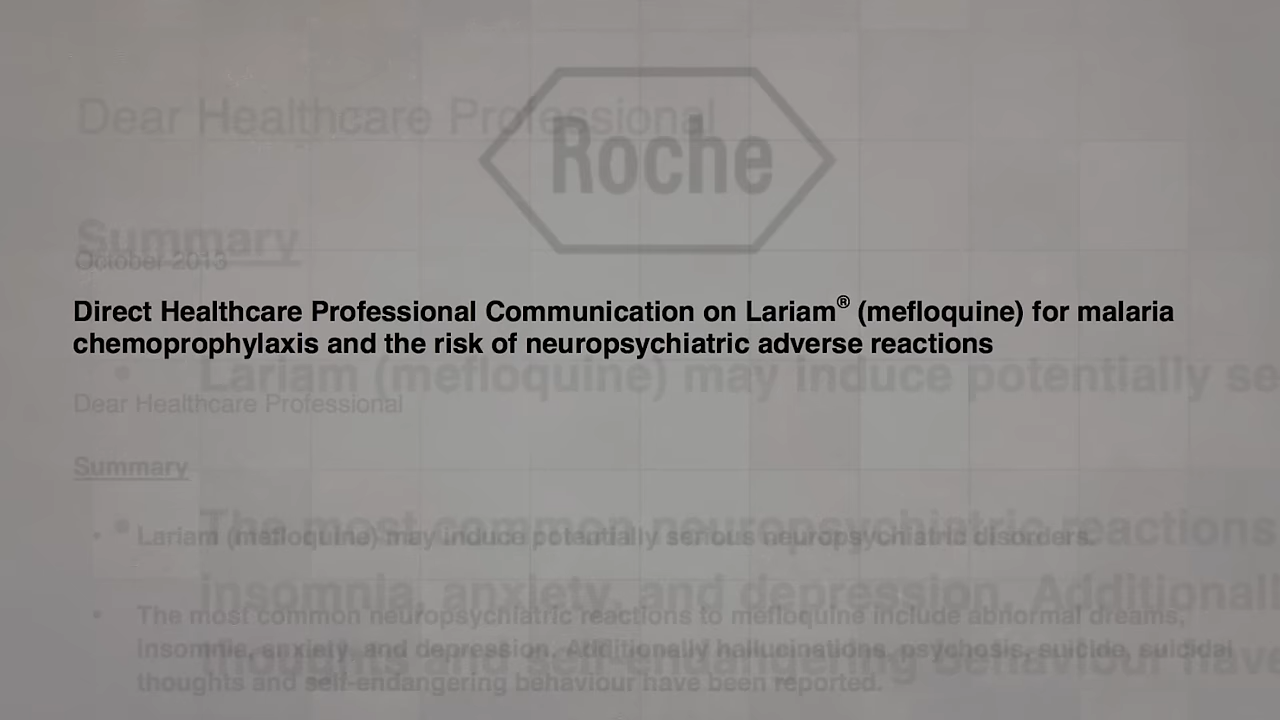 Roche
Dear Healthcare Professional
Summary
October 2013
Direct Healthcare Professional Communication on Lariam® (mefloquine) for malaria
chemoprophylaxis and the risk of neuropsychiatric adverse reactions
• Lariam (mefloquine) may induce potentially se
Dear Healthcare Professional
Summary
• The most common neuropsychiatric reactions
• Lariam (mefloquine) may induce potentially serious neuropsychiatric disorders.
insomnia, anxiety, and depression. Additionall
• The most common neuropsychiatric reactions to mefloquine include abnormal dreams,
insomnia, anxiety, and depression. Additionally hallucinations, psychosis, suicide, suicidal
thoughts and self-endangering behaviour have
thoughts and self-endangering behaviour have been reported.